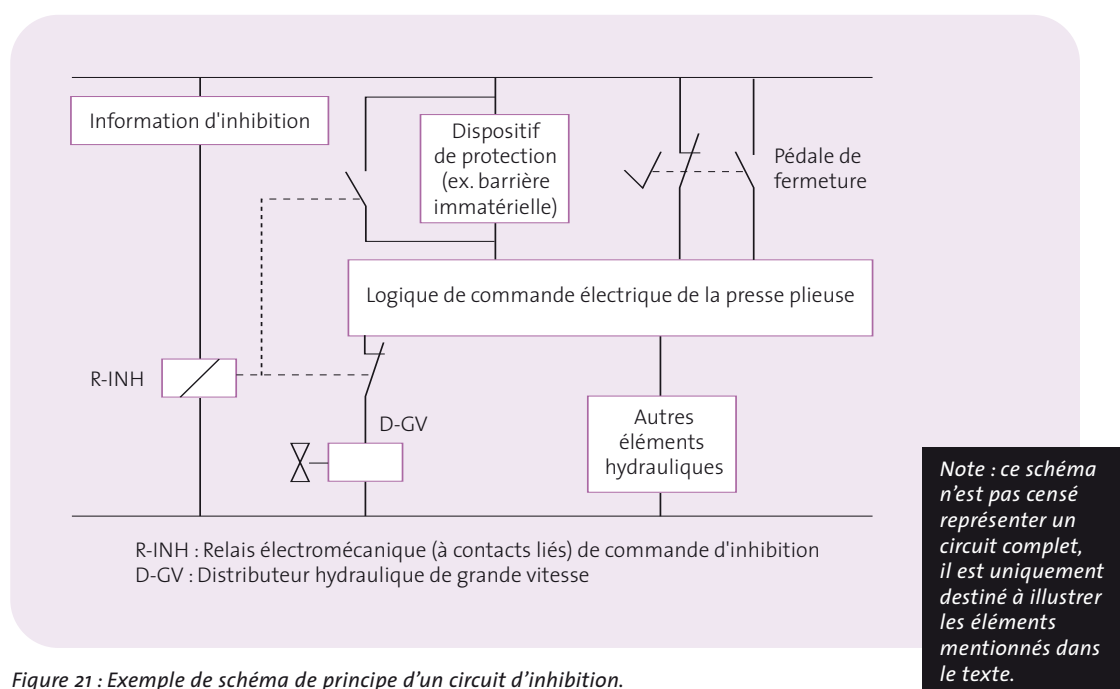 Information d'inhibition
Dispositif
de protection
(ex. barrière
immatérielle)
Pédale de
fermeture
Logique de commande électrique de la presse plieuse
R-INH
D-GV
Autres
éléments
hydrauliques
R-INH : Relais électromécanique (à contacts liés) de commande d'inhibition
D-GV : Distributeur hydraulique de grande vitesse
Note : ce schéma
n’est pas censé
représenter un
circuit complet,
il est uniquement
destiné à illustrer
les éléments
mentionnés dans
le texte.
Figure 21 : Exemple de schéma de principe d’un circuit d’inhibition.